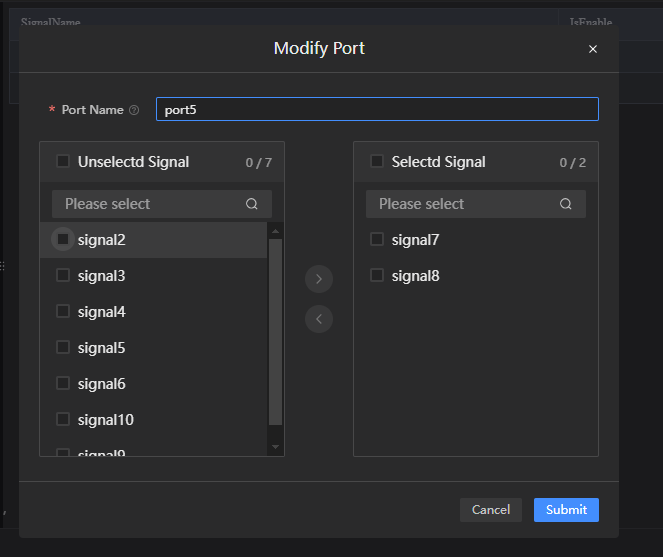 SignalName IsEnable
Modify Port
* Port Name
port5
Unselectd Signal 0 / 7
Please select
signal2
signal3
signal4
signal5
signal6
signal10
signal9
Selectd Signal 0 / 2
Please select
signal7
signal8
Cancel Submit